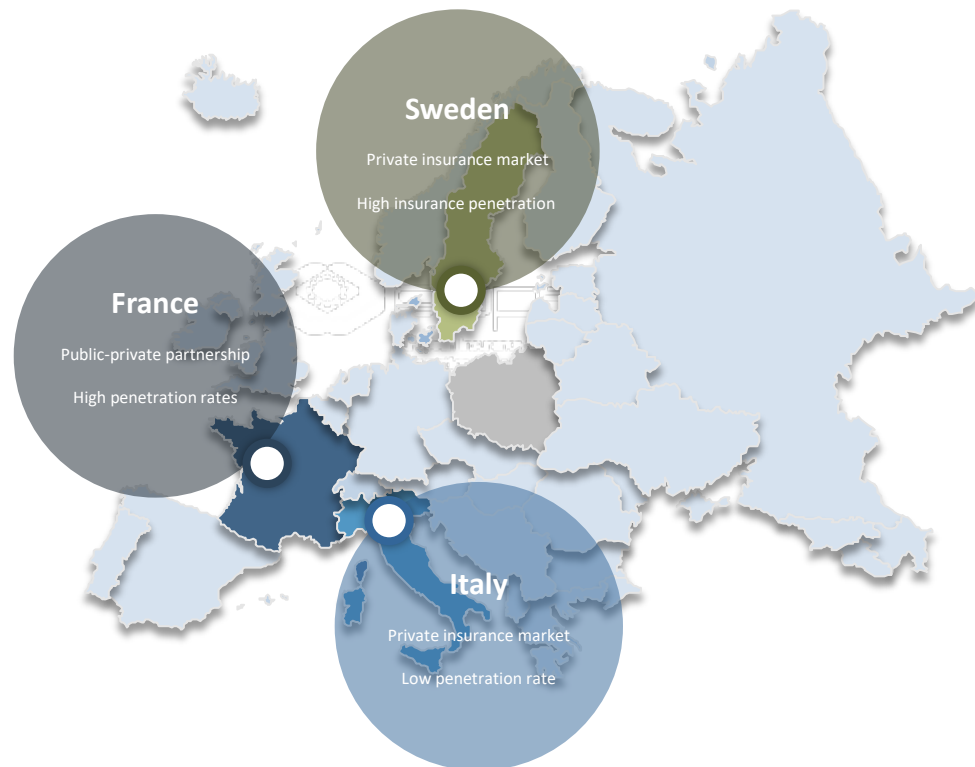 Sweden
Private insurance market
High insurance penetration
France
Public-private partnership
High penetration rates
Italy
Private insurance market
Low penetration rate